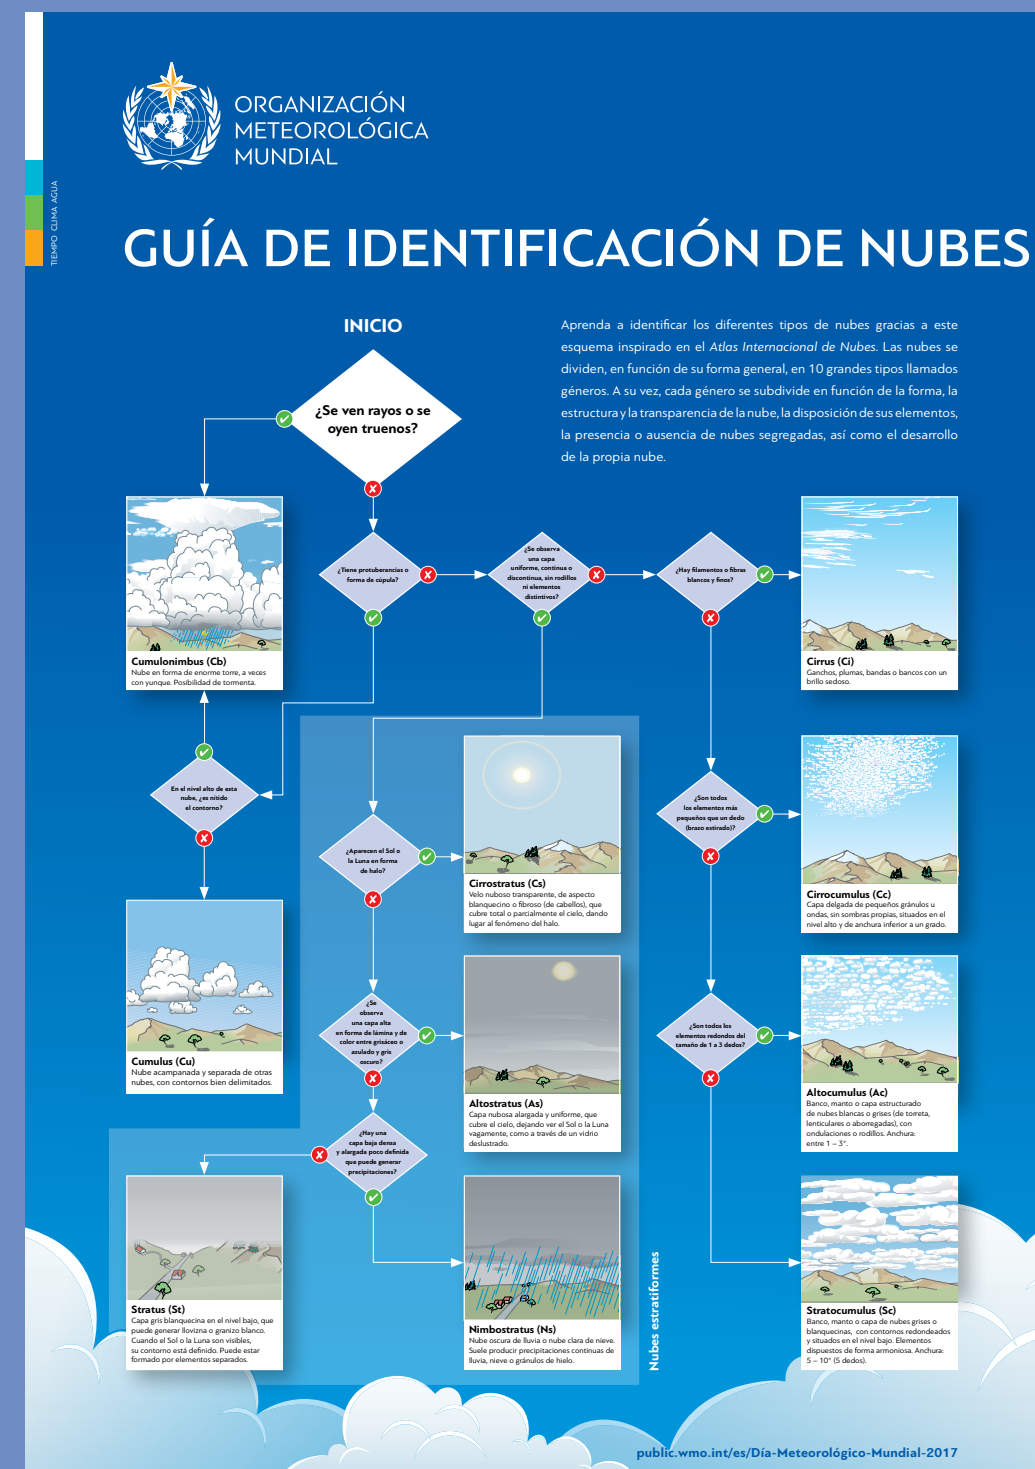 ORGANIZACIÓN
METEOROLÓGICA
MUNDIAL
TIEMPO CLIMA AGUA
GUÍA DE IDENTIFICACIÓN DE NUBES
INICIO
Aprenda a identificar los diferentes tipos de nubes gracias a este
esquema inspirado en el Atlas Internacional de Nubes. Las nubes se
dividen, en función de su forma general, en 10 grandes tipos llamados
géneros. A su vez, cada género se subdivide en función de la forma, la
estructura y la transparencia de la nube, la disposición de sus elementos,
la presencia o ausencia de nubes segregadas, así como el desarrollo
de la propia nube.
¿Se ven rayos o se
oyen truenos?
¿Tiene protuberancias o
forma de cúpula?
¿Se observa
una capa
uniforme, continua o
discontinua, sin rodillos
ni elementos
distintivos?
¿Hay filamentos o fibras
blancos y finos?
Cumulonimbus (Cb)
Nube en forma de enorme torre, a veces
con yunque. Posibilidad de tormenta.
Cirrus (Ci)
Ganchos, plumas, bandas o bancos con un
brillo sedoso.
En el nivel alto de esta
nube, ¿es nítido
el contorno?
¿Aparecen el Sol o
la Luna en forma
de halo?
Cirrostratus (Cs)
Velo nuboso transparente, de aspecto
blanquecino o fibroso (de cabellos), que
cubre total o parcialmente el cielo, dando
lugar al fenómeno del halo.
¿Son todos
los elementos más
pequeños que un dedo
(brazo estirado)?
Cirrocumulus (Cc)
Capa delgada de pequeños gránulos u
ondas, sin sombras propias, situados en el
nivel alto y de anchura inferior a un grado.
Cumulus (Cu)
Nube acampanada y separada de otras
nubes, con contornos bien delimitados.
¿Se
observa
una capa alta
en forma de lámina y de
color entre grisáceo o
azulado y gris
oscuro?
Altostratus (As)
Capa nubosa alargada y uniforme, que
cubre el cielo, dejando ver el Sol o la Luna
vagamente, como a través de un vidrio
deslustrado.
¿Son todos los
elementos redondos del
tamaño de 1 a 3 dedos?
Altocumulus (Ac)
Banco, manto o capa estructurado
de nubes blancas o grises (de torreta,
lenticulares o aborregadas), con
ondulaciones o rodillos. Anchura:
entre 1 – 3°.
¿Hay una
capa baja densa
y alargada poco definida
que puede generar
precipitaciones?
Stratus (St)
Capa gris blanquecina en el nivel bajo, que
puede generar llovizna o granizo blanco.
Cuando el Sol o la Luna son visibles,
su contorno está definido. Puede estar
formado por elementos separados.
Nimbostratus (Ns)
Nube oscura de lluvia o nube clara de nieve.
Suele producir precipitaciones continuas de
lluvia, nieve o gránulos de hielo.
Nubes estratiformes
Stratocumulus (Sc)
Banco, manto o capa de nubes grises o
blanquecinas, con contornos redondeados
y situados en el nivel bajo. Elementos
dispuestos de forma armoniosa. Anchura:
5 – 10° (5 dedos).
public.wmo.int/es/Día-Meteorológico-Mundial-2017